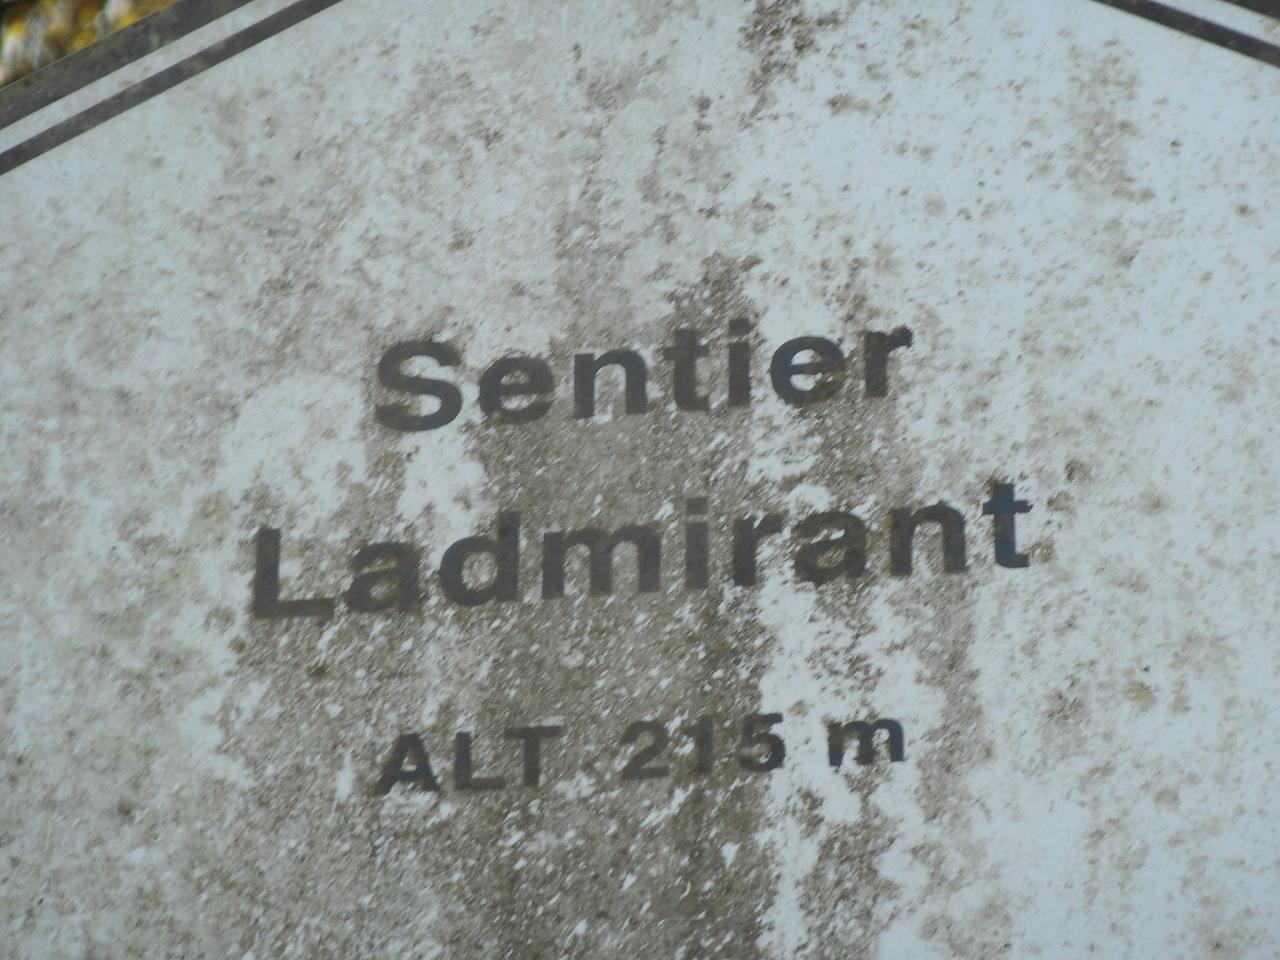 Sentier
Ladmirant
ALT 215 m